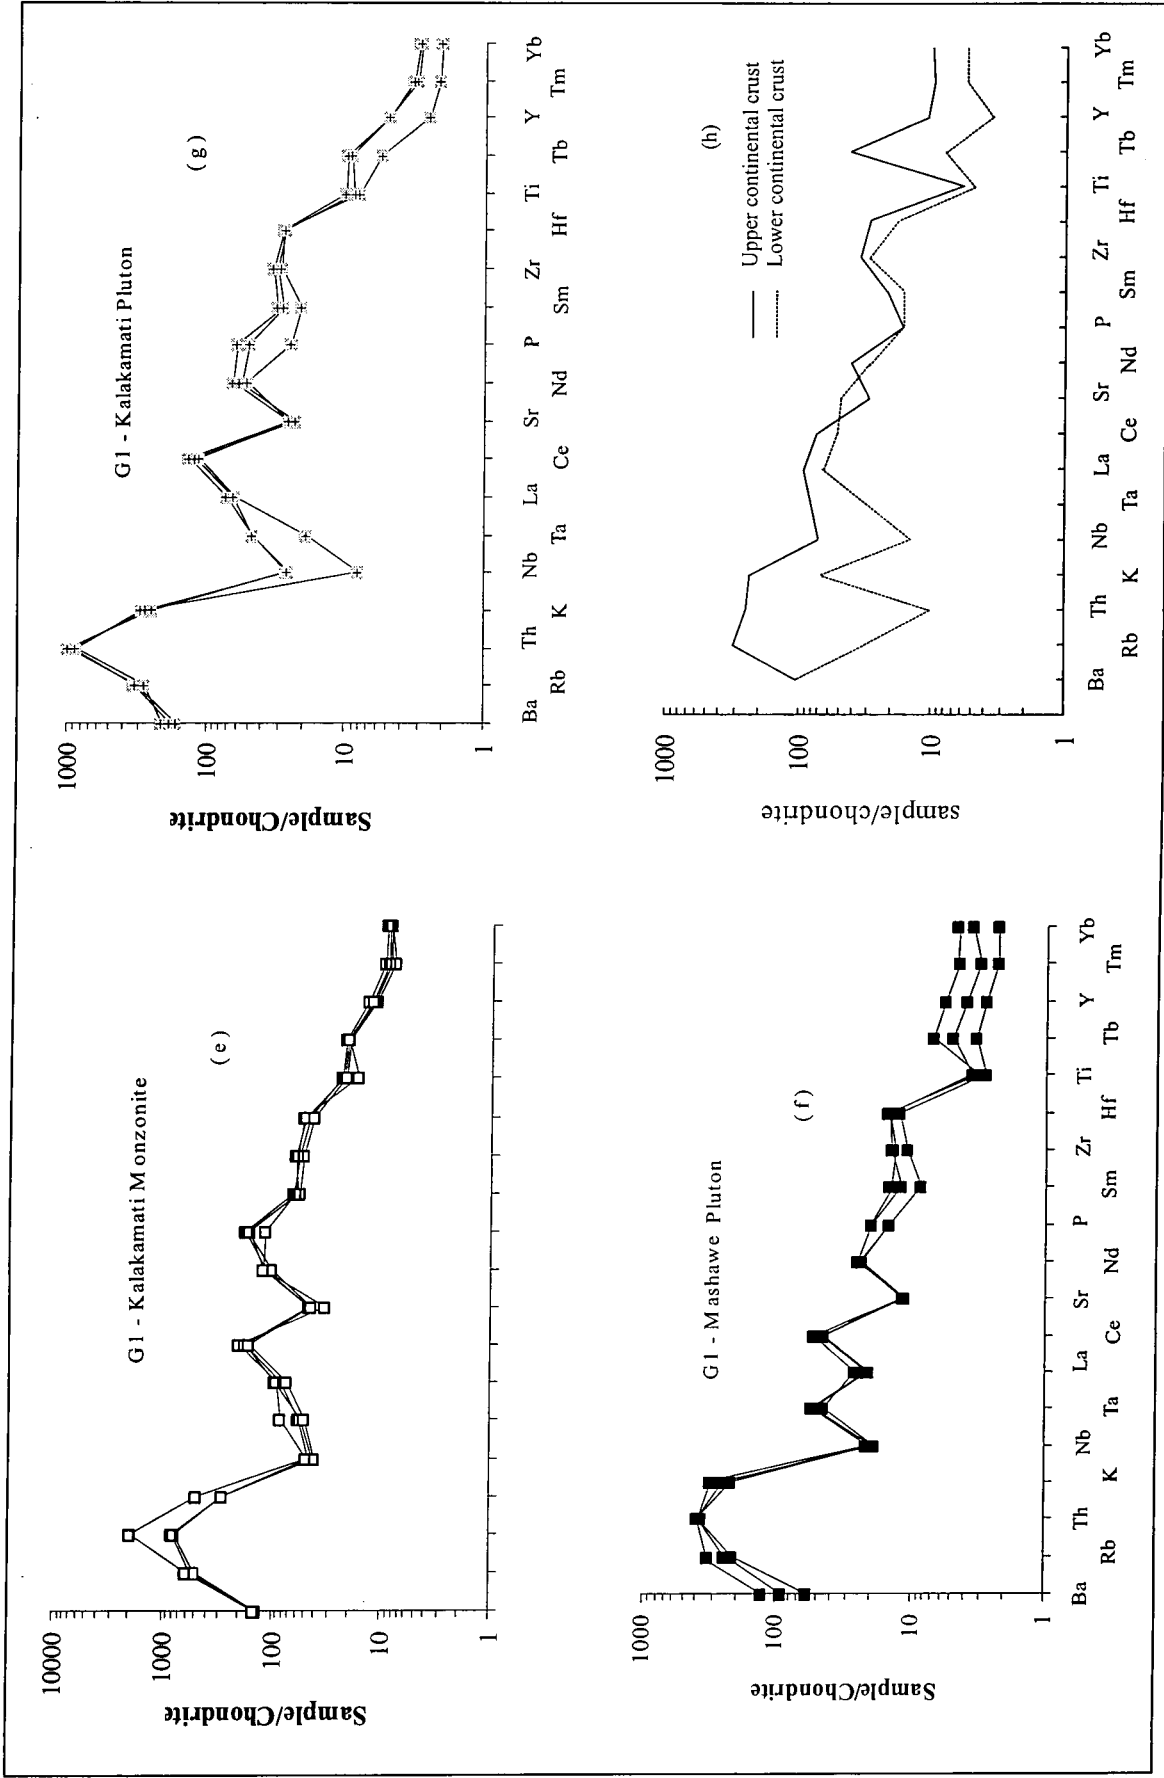 G1 - Kalakamati Monzonite
(e)
Sample/Chondrite
10000
1000
100
10
1
G1 - Kalakamati Pluton
(g)
Sample/Chondrite
1000
100
10
1
Ba Rb Th K Nb Ta La Ce Sr Nd P Sm Zr Hf Ti Tb Y Tm Yb
G1 - Mashawe Pluton
(f)
Sample/Chondrite
1000
100
10
1
Ba Rb Th K Nb Ta La Ce Sr Nd P Sm Zr Hf Ti Tb Y Tm Yb
(h)
Upper continental crust
Lower continental crust
sample/chondrite
1000
100
10
1
Ba Rb Th K Nb Ta La Ce Sr Nd P Sm Zr Hf Ti Tb Y Tm Yb